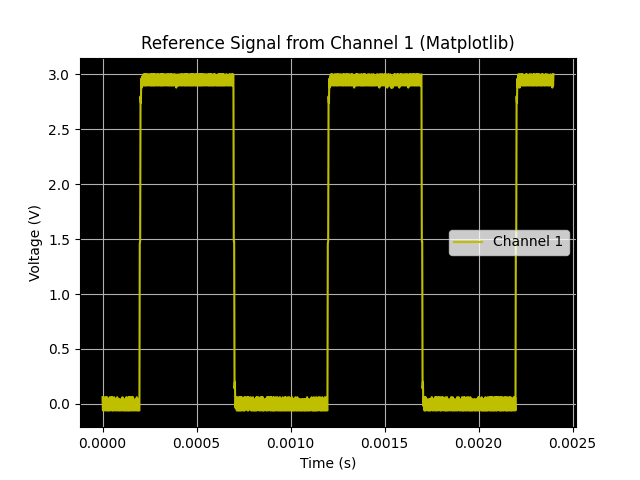 Reference Signal from Channel 1 (Matplotlib)
3.0
2.5
2.0
1.5
1.0
0.5
0.0
Voltage (V)
Channel 1
0.0000 0.0005 0.0010 0.0015 0.0020 0.0025
Time (s)